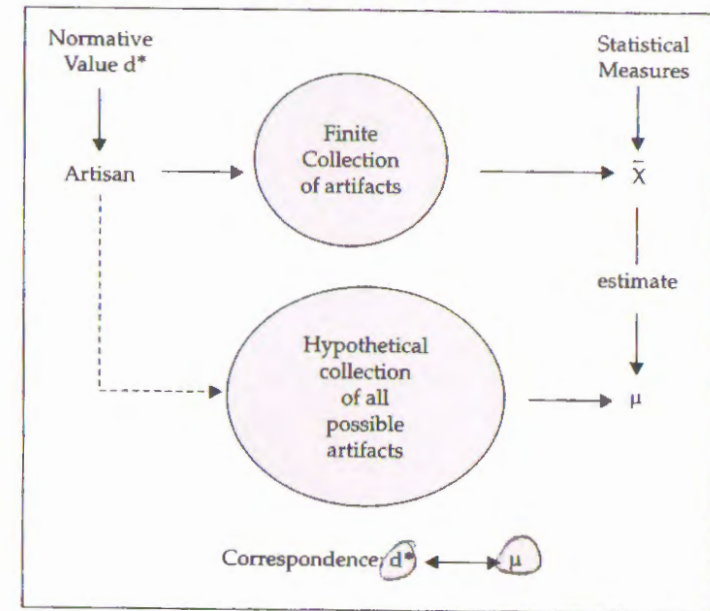 Normative
Value d*
Statistical
Measures
Finite
Collection
of artifacts
Artisan
x̄
estimate
Hypothetical
collection
of all
possible
artifacts
μ
Correspondence: d* μ